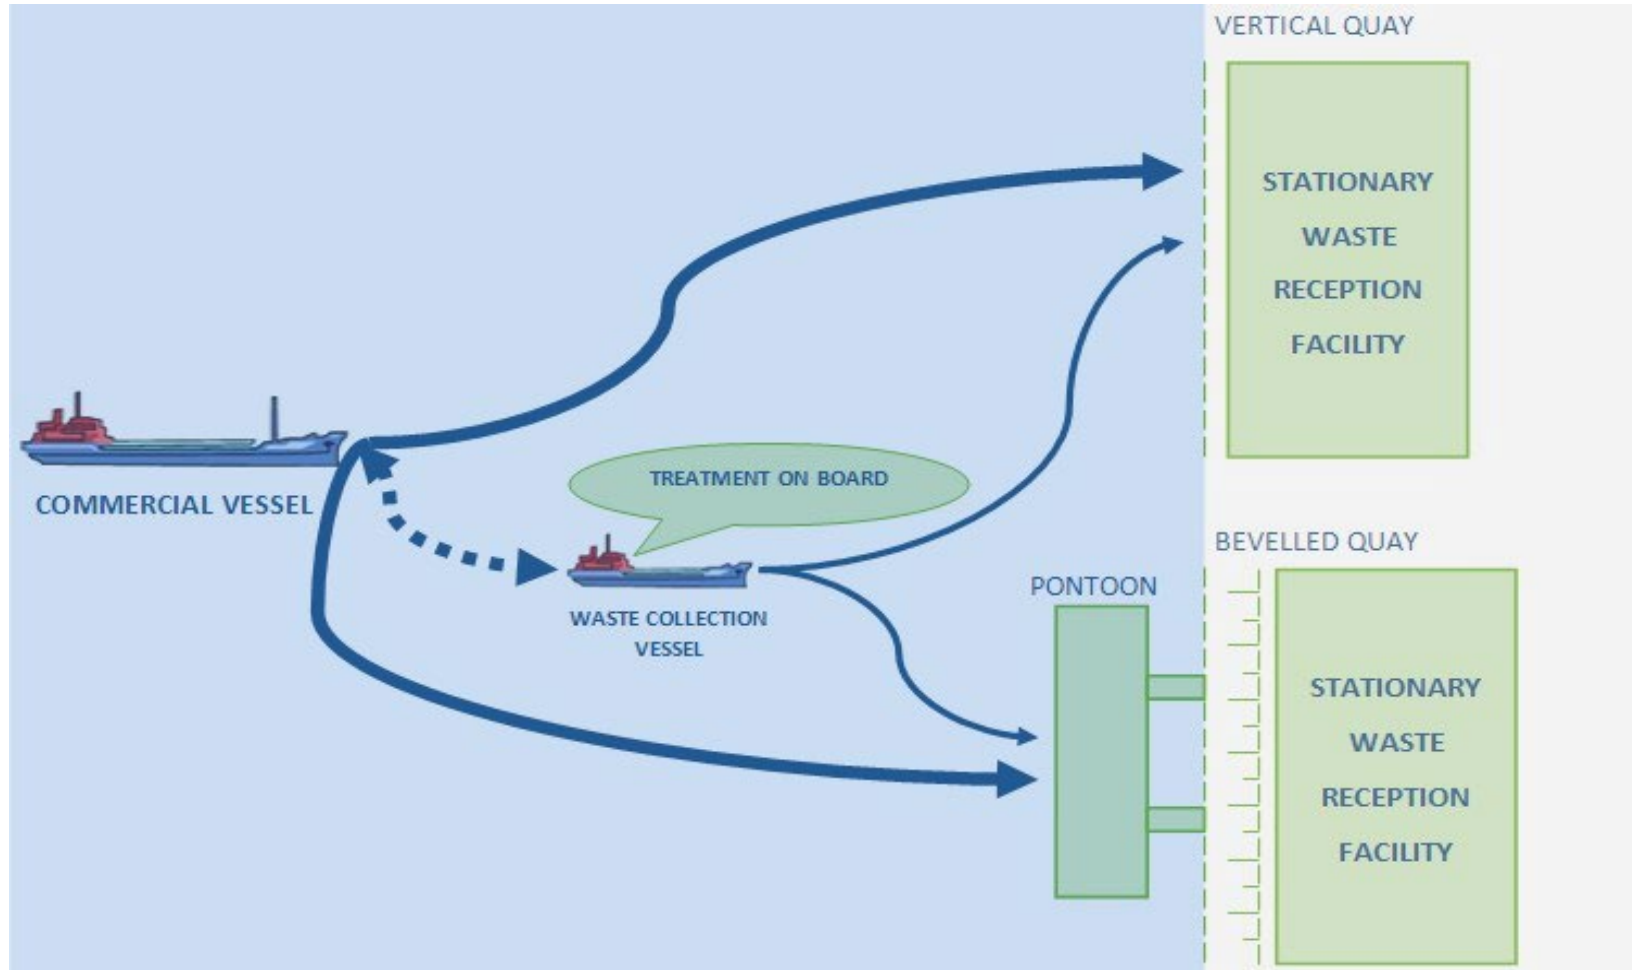 VERTICAL QUAY
STATIONARY
WASTE
RECEPTION
FACILITY
COMMERCIAL VESSEL
TREATMENT ON BOARD
WASTE COLLECTION
VESSEL
BEVELLED QUAY
PONTOON
STATIONARY
WASTE
RECEPTION
FACILITY